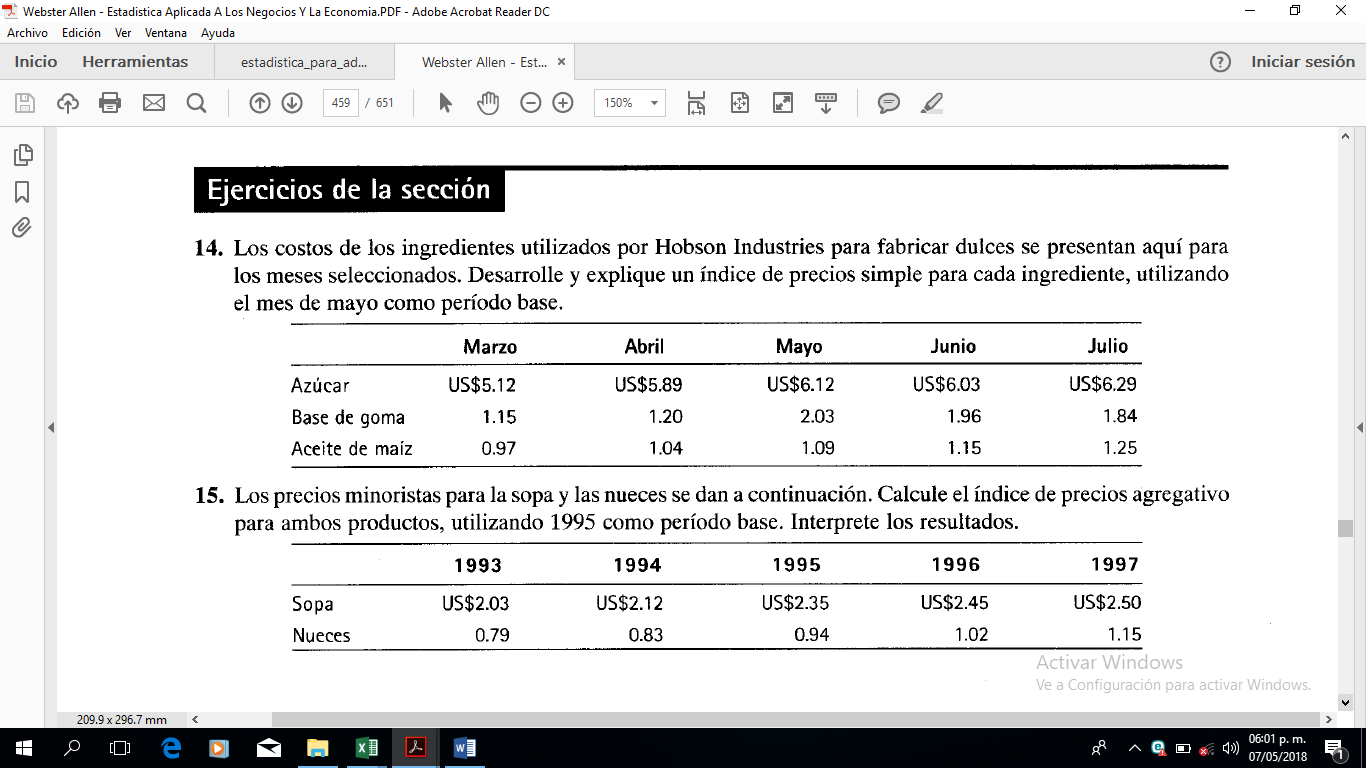 Webster Allen - Estadistica Aplicada A Los Negocios Y La Economia.PDF - Adobe Acrobat Reader DC
Archivo Edición Ver Ventana Ayuda
Inicio Herramientas estadistica_para_ad... Webster Allen - Est... × ? Iniciar sesión
459 / 651 150%
Ejercicios de la sección
14. Los costos de los ingredientes utilizados por Hobson Industries para fabricar dulces se presentan aquí para
los meses seleccionados. Desarrolle y explique un índice de precios simple para cada ingrediente, utilizando
el mes de mayo como período base.
Marzo Abril Mayo Junio Julio
Azúcar US$5.12 US$5.89 US$6.12 US$6.03 US$6.29
Base de goma 1.15 1.20 2.03 1.96 1.84
Aceite de maíz 0.97 1.04 1.09 1.15 1.25
15. Los precios minoristas para la sopa y las nueces se dan a continuación. Calcule el índice de precios agregativo
para ambos productos, utilizando 1995 como período base. Interprete los resultados.
1993 1994 1995 1996 1997
Sopa US$2.03 US$2.12 US$2.35 US$2.45 US$2.50
Nueces 0.79 0.83 0.94 1.02 1.15
Activar Windows
Ve a Configuración para activar Windows.
209.9 x 296.7 mm
06:01 p. m.
07/05/2018
1